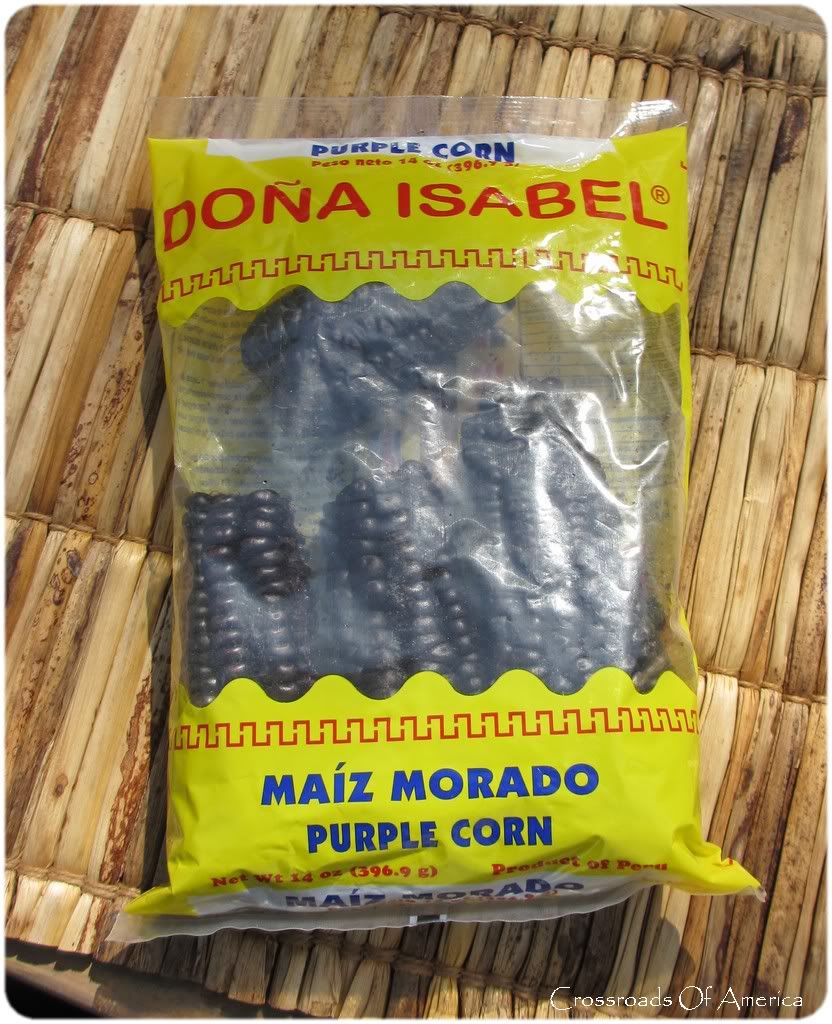 PURPLE CORN
Peso Neto 14 oz (396.9 g)
DOÑA ISABEL®
MAÍZ MORADO
PURPLE CORN
Net Wt 14 oz (396.9 g) Product of Peru
MAÍZ MORADO
Crossroads Of America